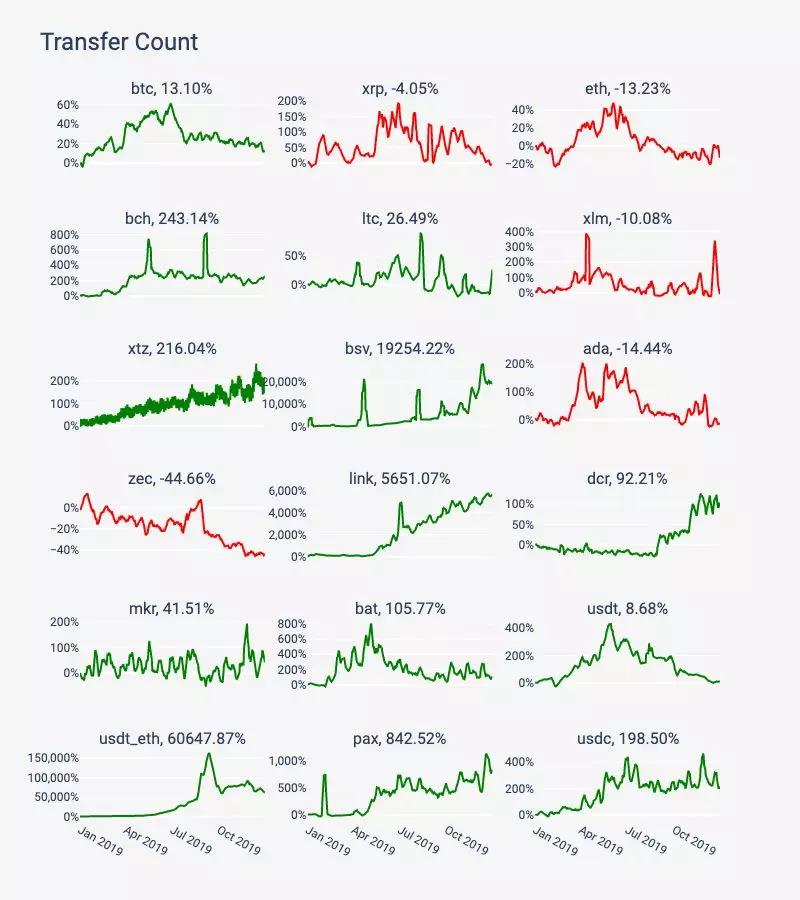 Transfer Count
btc, 13.10%
60%
40%
20%
0%
xrp, -4.05%
200%
150%
100%
50%
0%
eth, -13.23%
40%
20%
0%
−20%
bch, 243.14%
800%
600%
400%
200%
0%
ltc, 26.49%
50%
0%
xlm, -10.08%
400%
300%
200%
100%
0%
xtz, 216.04%
200%
100%
0%
bsv, 19254.22%
20,000%
10,000%
0%
ada, -14.44%
200%
100%
0%
zec, -44.66%
0%
−20%
−40%
link, 5651.07%
6,000%
4,000%
2,000%
0%
dcr, 92.21%
100%
50%
0%
mkr, 41.51%
200%
100%
0%
bat, 105.77%
800%
600%
400%
200%
0%
usdt, 8.68%
400%
200%
0%
usdt_eth, 60647.87%
150,000%
100,000%
50,000%
0%
Jan 2019
Apr 2019
Jul 2019
Oct 2019
pax, 842.52%
1,000%
500%
0%
Jan 2019
Apr 2019
Jul 2019
Oct 2019
usdc, 198.50%
400%
200%
0%
Jan 2019
Apr 2019
Jul 2019
Oct 2019